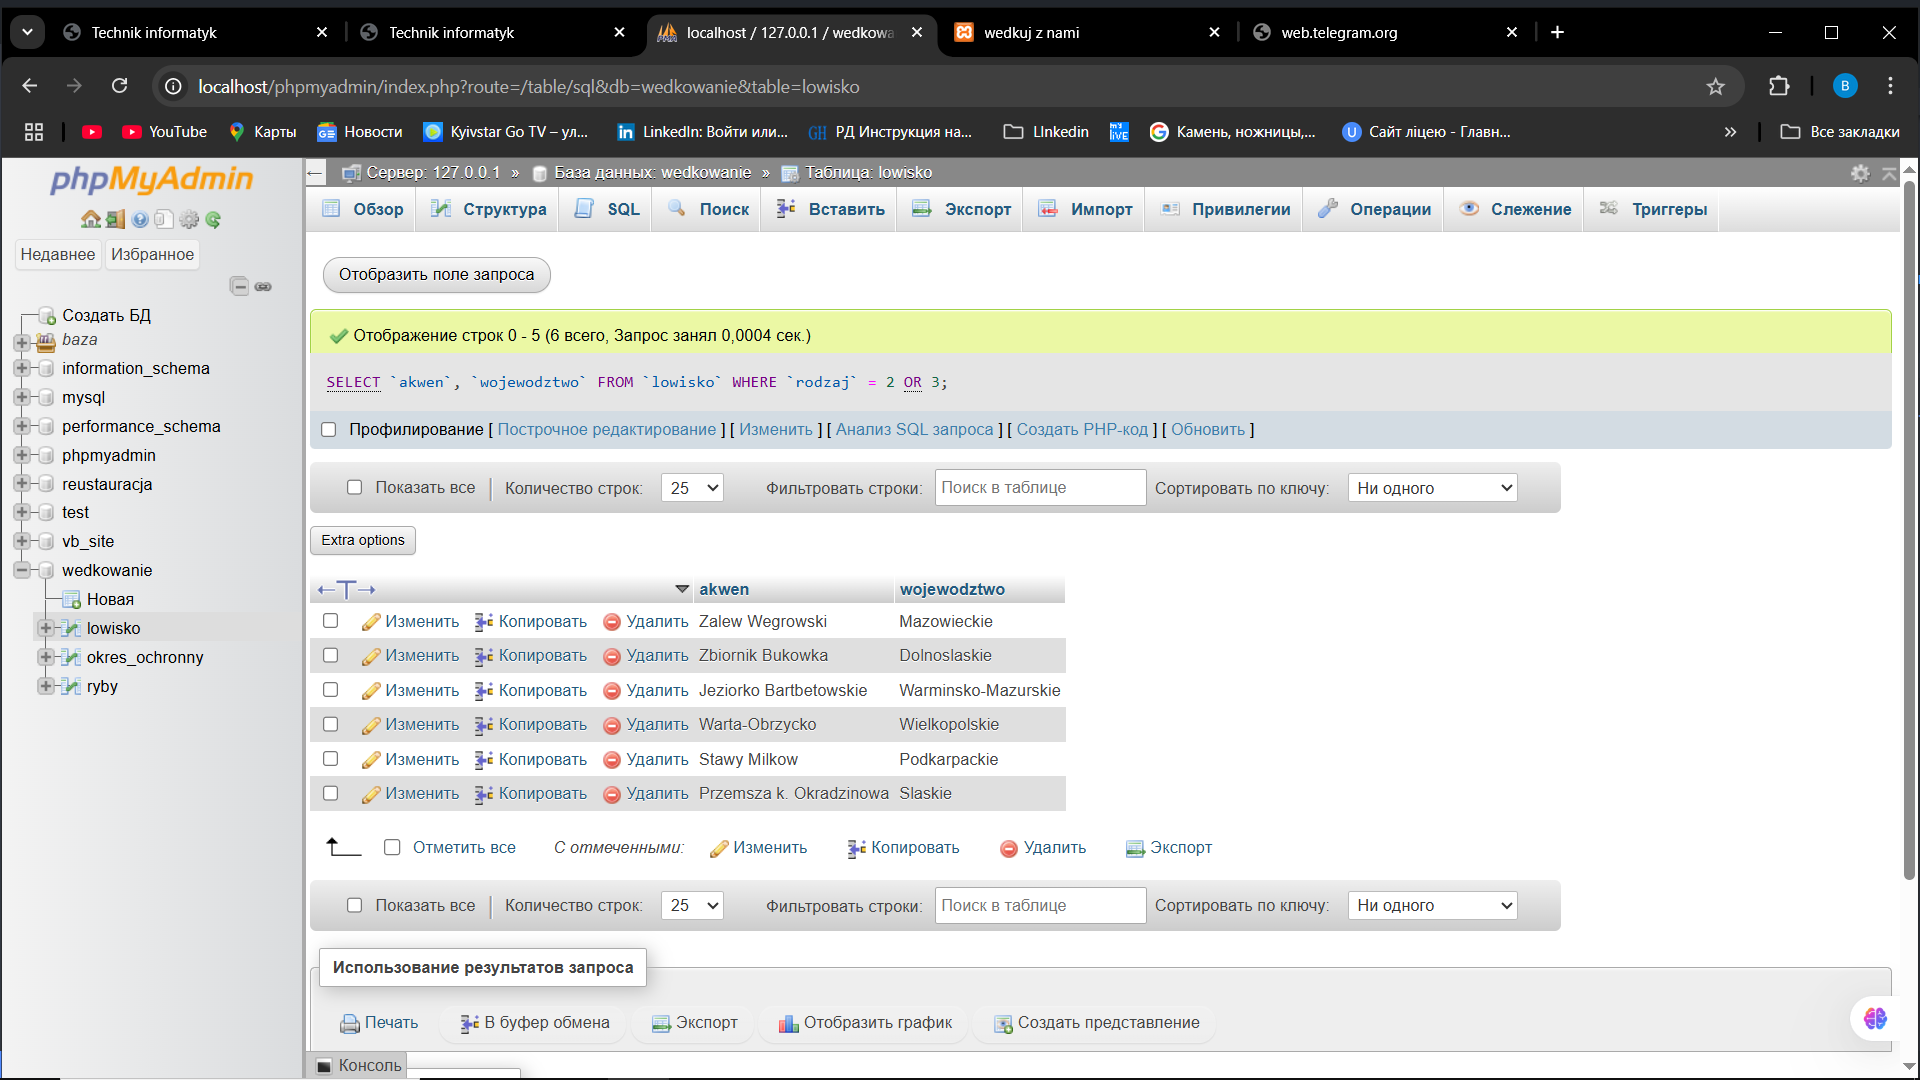 Technik informatyk
Technik informatyk
localhost / 127.0.0.1 / wedkowa
wedkuj z nami
web.telegram.org
localhost/phpmyadmin/index.php?route=/table/sql&db=wedkowanie&table=lowisko
B
YouTube
Карты
Новости
Kyivstar Go TV – ул...
LinkedIn: Войти или...
РД Инструкция на...
LInkedin
Камень, ножницы,...
Сайт ліцею - Главн...
»
Все закладки
phpMyAdmin
Недавнее
Избранное
Создать БД
baza
information_schema
mysql
performance_schema
phpmyadmin
reustauracja
test
vb_site
wedkowanie
Новая
lowisko
okres_ochronny
ryby
Сервер: 127.0.0.1 » База данных: wedkowanie » Таблица: lowisko
Обзор
Структура
SQL
Поиск
Вставить
Экспорт
Импорт
Привилегии
Операции
Слежение
Триггеры
Отобразить поле запроса
Отображение строк 0 - 5 (6 всего, Запрос занял 0,0004 сек.)
SELECT `akwen`, `wojewodztwo` FROM `lowisko` WHERE `rodzaj` = 2 OR 3;
Профилирование [ Построчное редактирование ] [ Изменить ] [ Анализ SQL запроса ] [ Создать PHP-код ] [ Обновить ]
Показать все | Количество строк: 25 Фильтровать строки: Поиск в таблице Сортировать по ключу: Ни одного
Extra options
akwen wojewodztwo
Изменить Копировать Удалить Zalew Wegrowski Mazowieckie
Изменить Копировать Удалить Zbiornik Bukowka Dolnoslaskie
Изменить Копировать Удалить Jeziorko Bartbetowskie Warminsko-Mazurskie
Изменить Копировать Удалить Warta-Obrzycko Wielkopolskie
Изменить Копировать Удалить Stawy Milkow Podkarpackie
Изменить Копировать Удалить Przemsza k. Okradzinowa Slaskie
Отметить все С отмеченными: Изменить Копировать Удалить Экспорт
Показать все | Количество строк: 25 Фильтровать строки: Поиск в таблице Сортировать по ключу: Ни одного
Использование результатов запроса
Печать
В буфер обмена
Экспорт
Отобразить график
Создать представление
Консоль